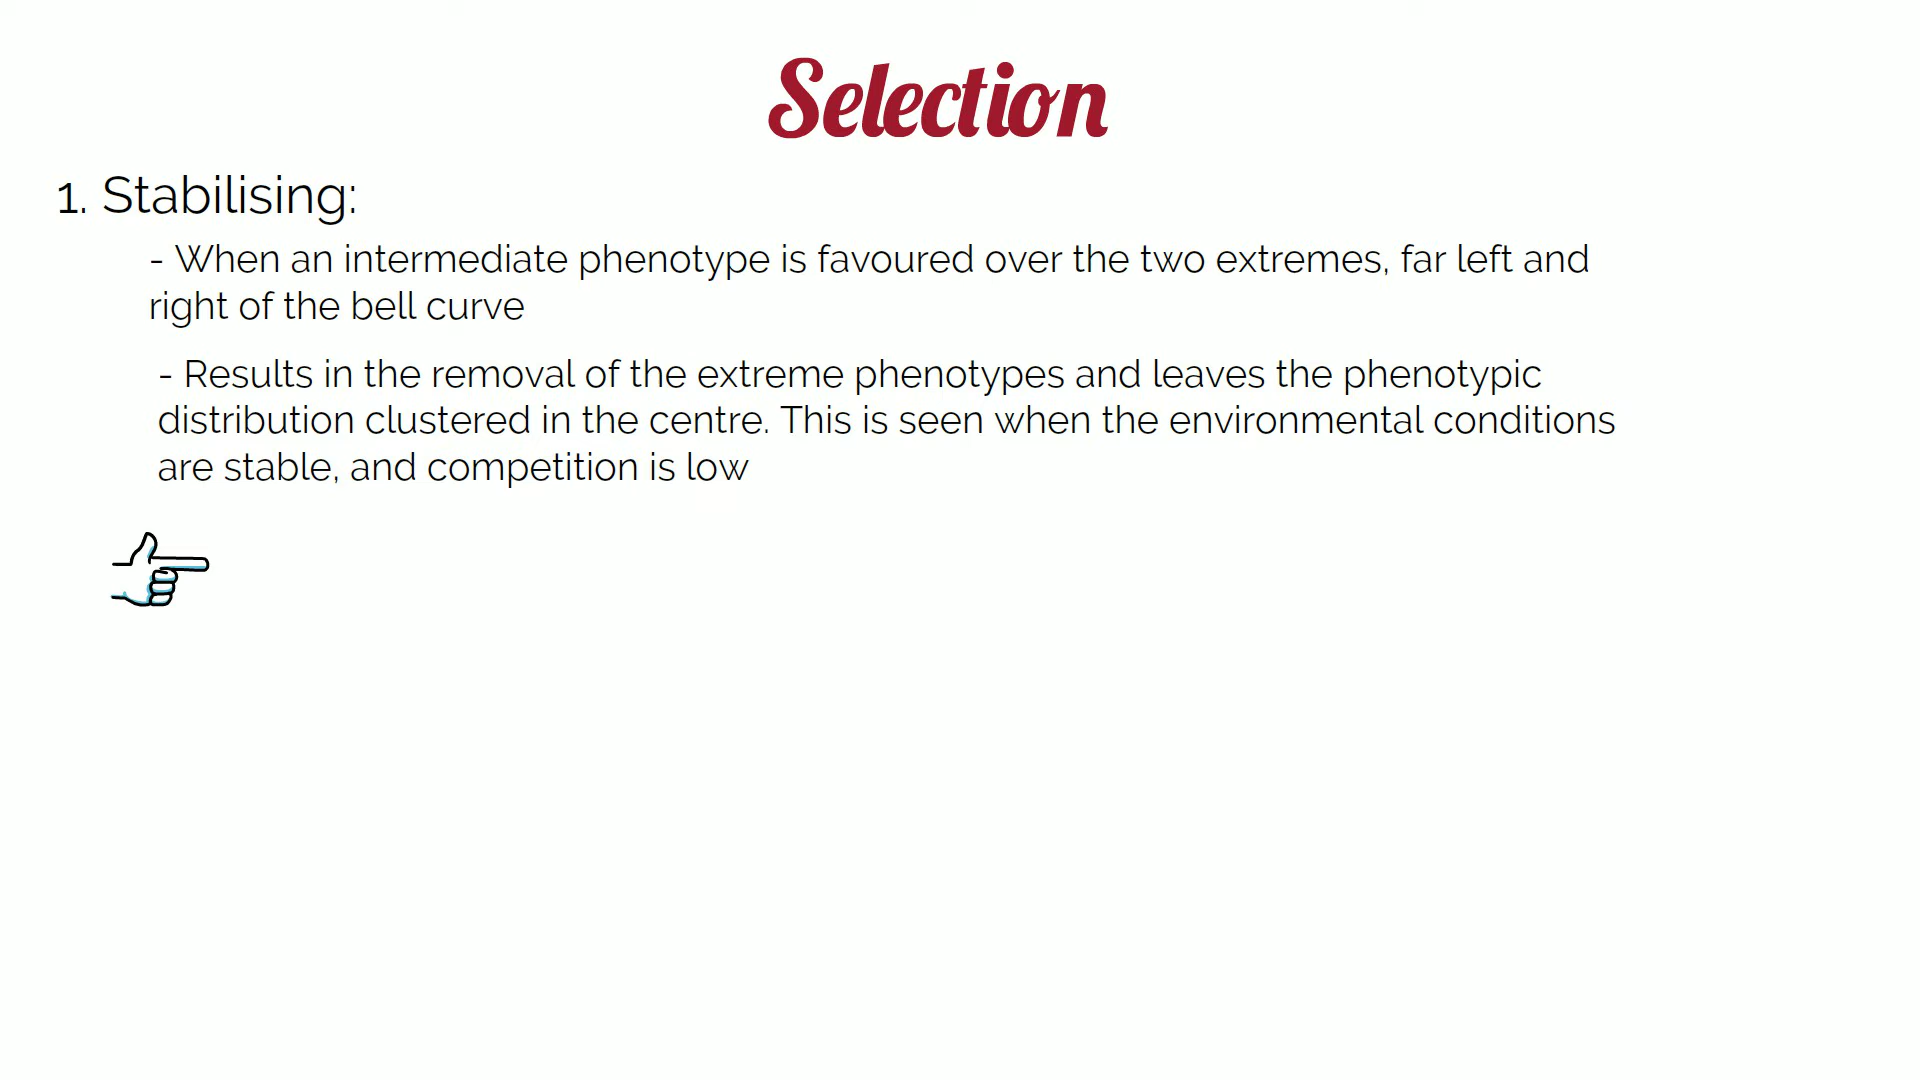 Selection
1. Stabilising:
- When an intermediate phenotype is favoured over the two extremes, far left and
right of the bell curve
- Results in the removal of the extreme phenotypes and leaves the phenotypic
distribution clustered in the centre. This is seen when the environmental conditions
are stable, and competition is low